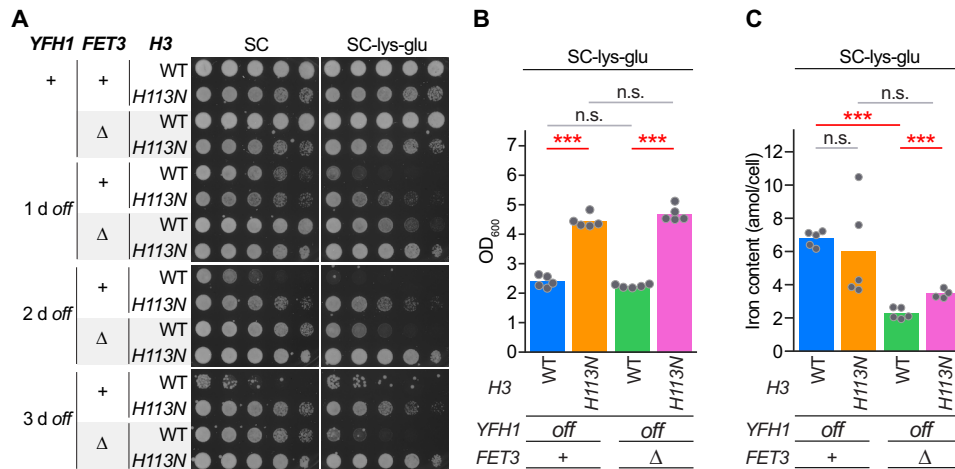 A
YFH1 FET3 H3 SC SC-lys-glu
+ + WT
H113N
Δ WT
H113N
1 d off + WT
H113N
Δ WT
H113N
2 d off + WT
H113N
Δ WT
H113N
3 d off + WT
H113N
Δ WT
H113N
B
SC-lys-glu
n.s.
n.s.
*** ***
7
6
5
4
3
2
1
0
OD600
H3 WT H113N WT H113N
YFH1 off off
FET3 + Δ
C
SC-lys-glu
n.s.
***
n.s. ***
12
10
8
6
4
2
0
Iron content (amol/cell)
H3 WT H113N WT H113N
YFH1 off off
FET3 + Δ